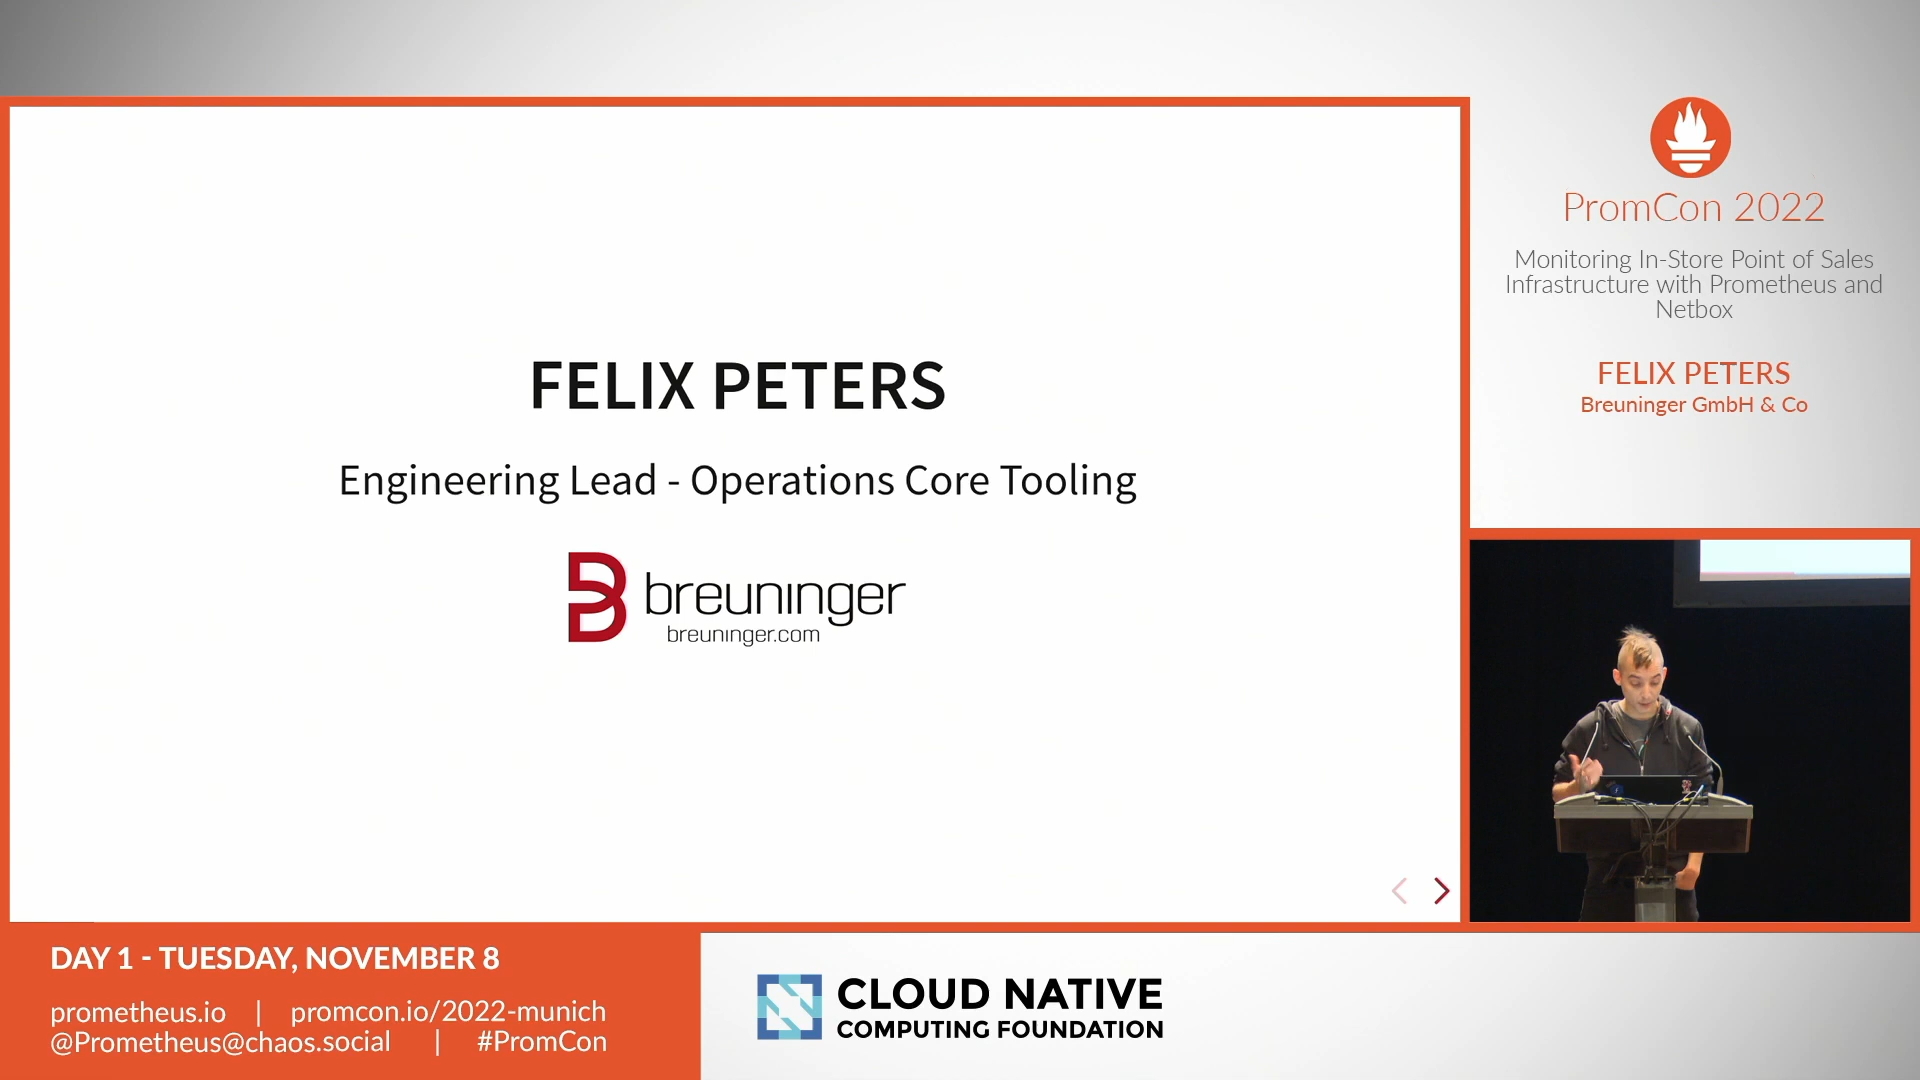 FELIX PETERS
Engineering Lead - Operations Core Tooling
breuninger
breuninger.com
PromCon 2022
Monitoring In-Store Point of Sales
Infrastructure with Prometheus and
Netbox
FELIX PETERS
Breuninger GmbH & Co
DAY 1 - TUESDAY, NOVEMBER 8
prometheus.io | promcon.io/2022-munich
@Prometheus@chaos.social | #PromCon
CLOUD NATIVE
COMPUTING FOUNDATION